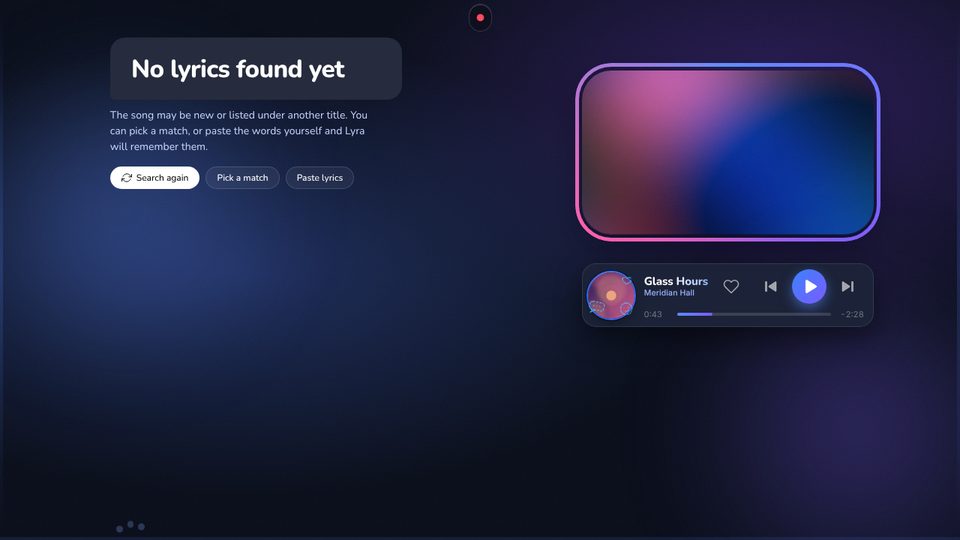 No lyrics found yet
The song may be new or listed under another title. You
can pick a match, or paste the words yourself and Lyra
will remember them.
Search again
Pick a match
Paste lyrics
Glass Hours
Meridian Hall
0:43
-2:28